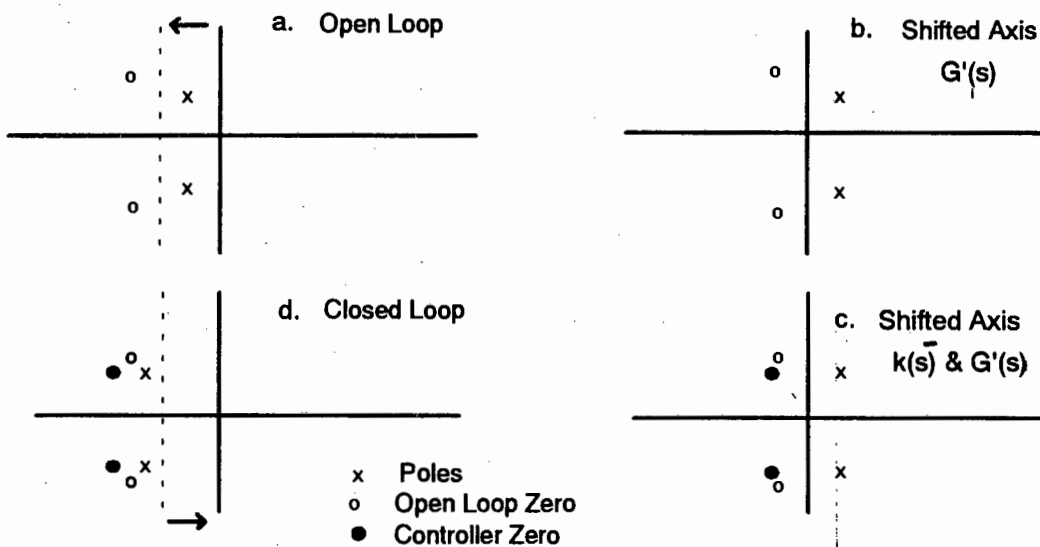 a. Open Loop
b. Shifted Axis
G'(s)
d. Closed Loop
c. Shifted Axis
k(s) & G'(s)
x Poles
o Open Loop Zero
● Controller Zero